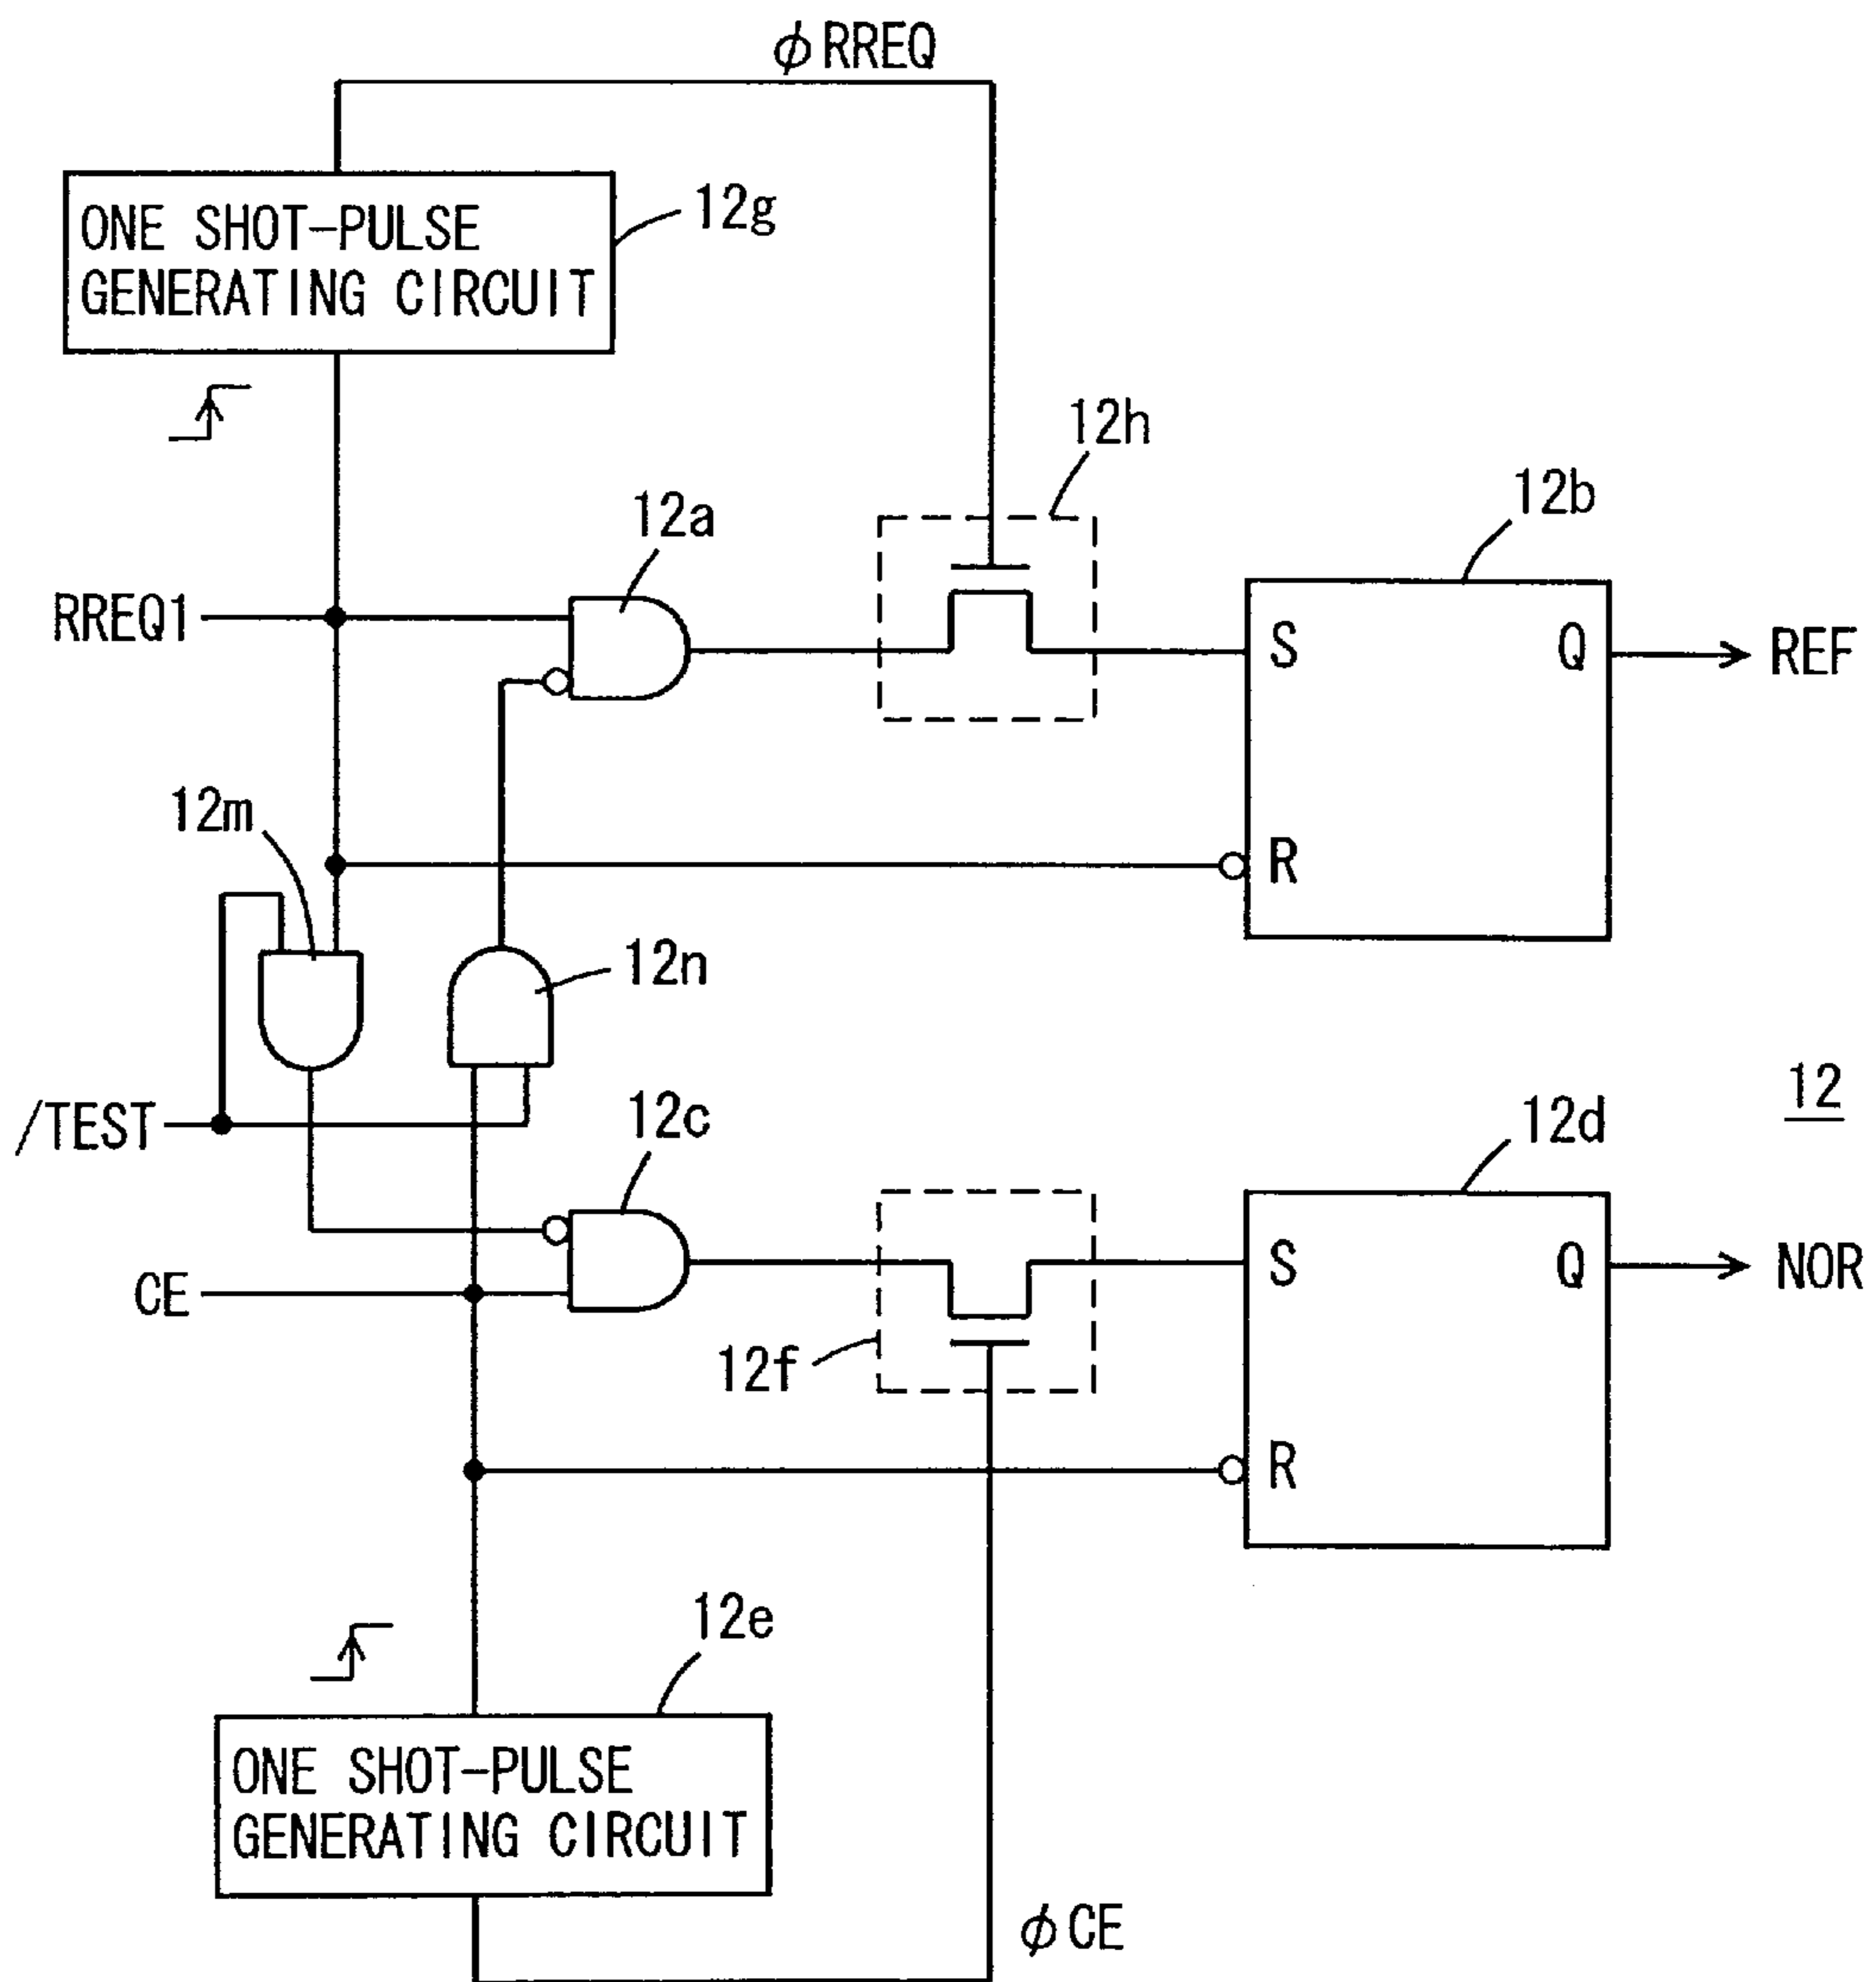 φRREQ
ONE SHOT-PULSE
GENERATING CIRCUIT
12g
12h
12a
12b
RREQ1
S
Q
REF
12m
R
12n
12
/TEST
12c
12d
S
Q
NOR
CE
12f
R
12e
ONE SHOT-PULSE
GENERATING CIRCUIT
φCE